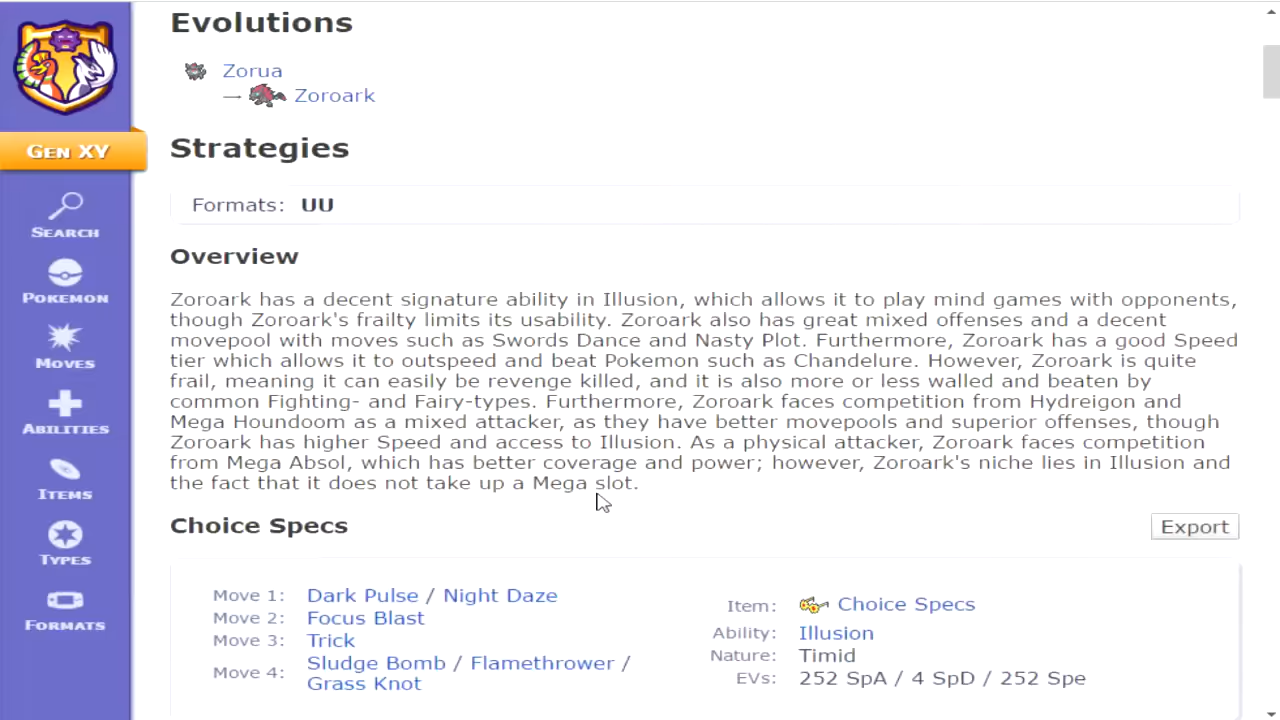 Evolutions
Zorua
→ Zoroark
GEN XY
Strategies
Formats: UU
SEARCH
POKEMON
MOVES
ABILITIES
ITEMS
TYPES
FORMATS
Overview
Zoroark has a decent signature ability in Illusion, which allows it to play mind games with opponents,
though Zoroark's frailty limits its usability. Zoroark also has great mixed offenses and a decent
movepool with moves such as Swords Dance and Nasty Plot. Furthermore, Zoroark has a good Speed
tier which allows it to outspeed and beat Pokemon such as Chandelure. However, Zoroark is quite
frail, meaning it can easily be revenge killed, and it is also more or less walled and beaten by
common Fighting- and Fairy-types. Furthermore, Zoroark faces competition from Hydreigon and
Mega Houndoom as a mixed attacker, as they have better movepools and superior offenses, though
Zoroark has higher Speed and access to Illusion. As a physical attacker, Zoroark faces competition
from Mega Absol, which has better coverage and power; however, Zoroark's niche lies in Illusion and
the fact that it does not take up a Mega slot.
Choice Specs
Export
Move 1: Dark Pulse / Night Daze
Move 2: Focus Blast
Move 3: Trick
Move 4: Sludge Bomb / Flamethrower /
Grass Knot
Item: Choice Specs
Ability: Illusion
Nature: Timid
EVs: 252 SpA / 4 SpD / 252 Spe